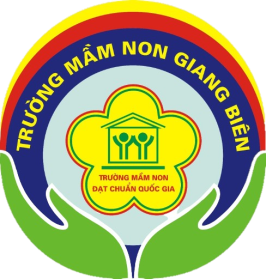 TRƯỜNG MẦM NON GIANG BIÊN
TRƯỜNG MẦM NON
ĐẠT CHUẨN QUỐC GIA